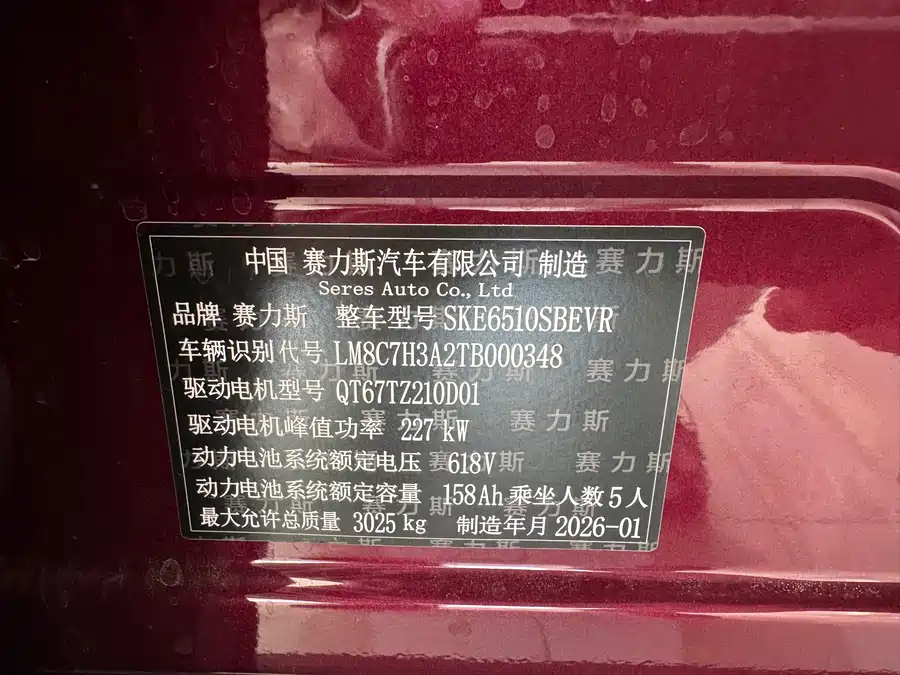 中国 赛力斯汽车有限公司 制造
Seres Auto Co., Ltd
品牌 赛力斯 整车型号 SKE6510SBEVR
车辆识别代号 LM8C7H3A2TB000348
驱动电机型号 QT67TZ210D01
驱动电机峰值功率 227 kW
动力电池系统额定电压 618V
动力电池系统额定容量 158Ah 乘坐人数 5 人
最大允许总质量 3025 kg 制造年月 2026-01